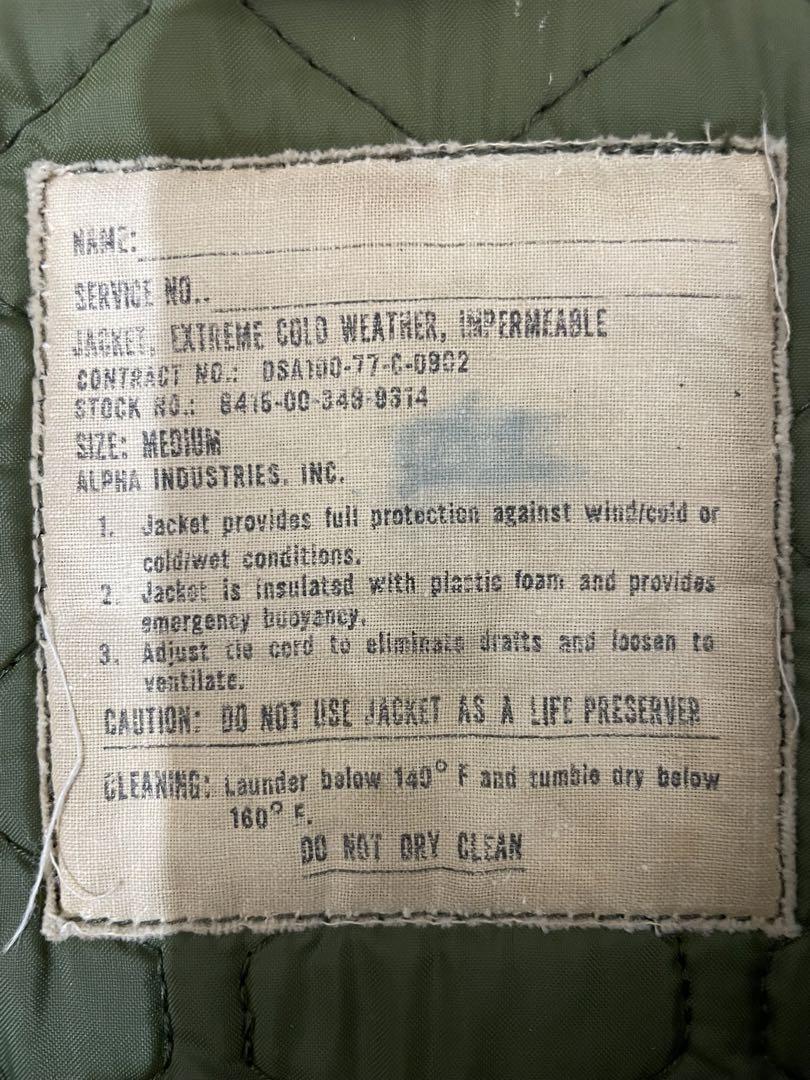 NAME:
SERVICE NO..
JACKET, EXTREME COLD WEATHER, IMPERMEABLE
CONTRACT NO.: DSA100-77-C-0902
STOCK NO.: 8415-00-349-9314
SIZE: MEDIUM
ALPHA INDUSTRIES, INC.
1. Jacket provides full protection against wind/cold or
cold/wet conditions.
2. Jacket is insulated with plastic foam and provides
emergency buoyancy.
3. Adjust tie cord to eliminate drafts and loosen to
ventilate.
CAUTION: DO NOT USE JACKET AS A LIFE PRESERVER
CLEANING: Launder below 140° F and tumble dry below
160° F.
DO NOT DRY CLEAN